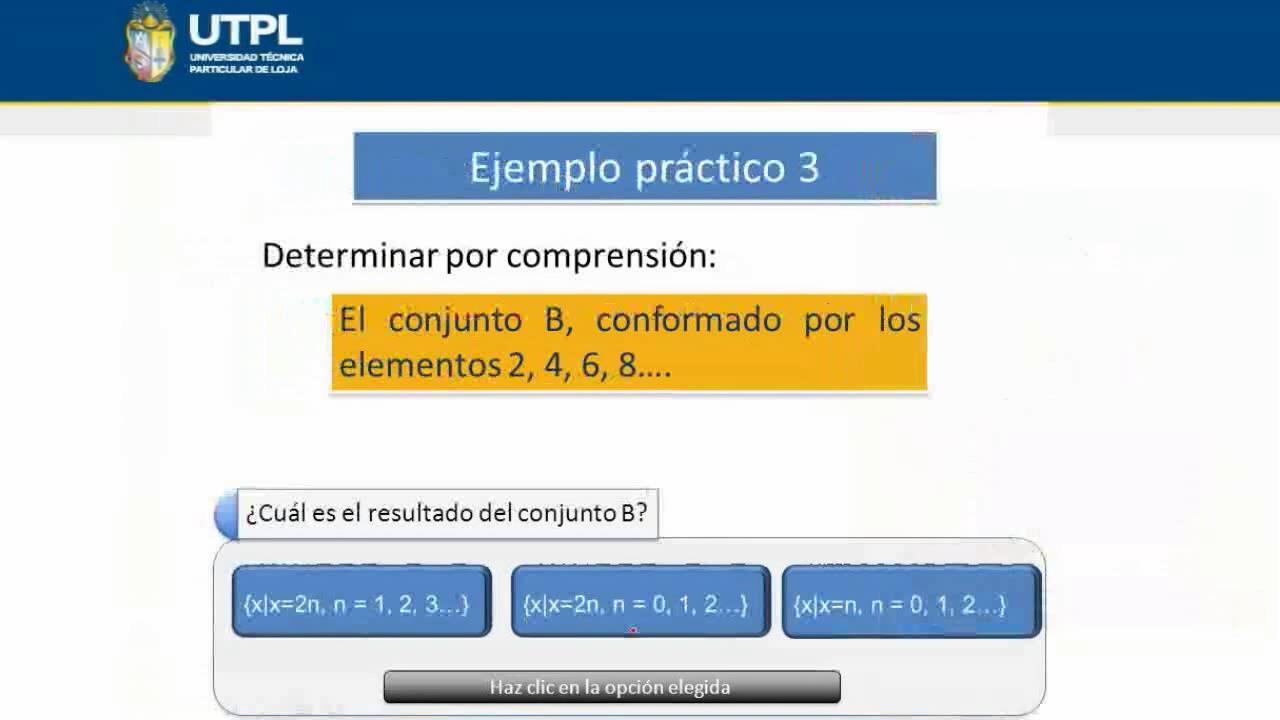 UTPL
UNIVERSIDAD TÉCNICA
PARTICULAR DE LOJA
Ejemplo práctico 3
Determinar por comprensión:
El conjunto B, conformado por los
elementos 2, 4, 6, 8....
¿Cuál es el resultado del conjunto B?
{x|x=2n, n = 1, 2, 3...}
{x|x=2n, n = 0, 1, 2...}
{x|x=n, n = 0, 1, 2...}
Haz clic en la opción elegida